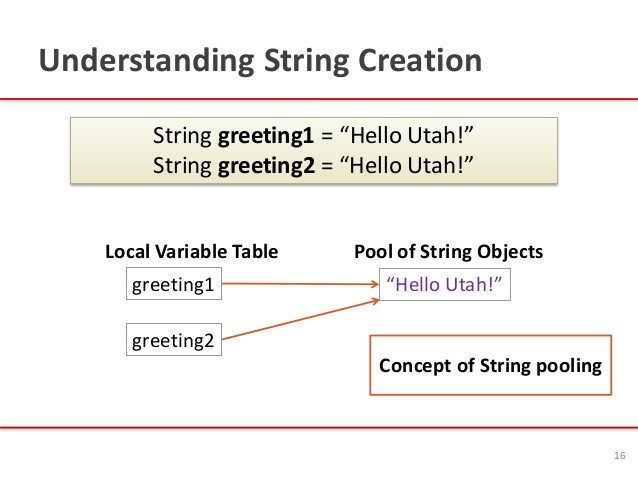 Understanding String Creation
String greeting1 = “Hello Utah!”
String greeting2 = “Hello Utah!”
Local Variable Table
Pool of String Objects
greeting1
“Hello Utah!”
greeting2
Concept of String pooling
16